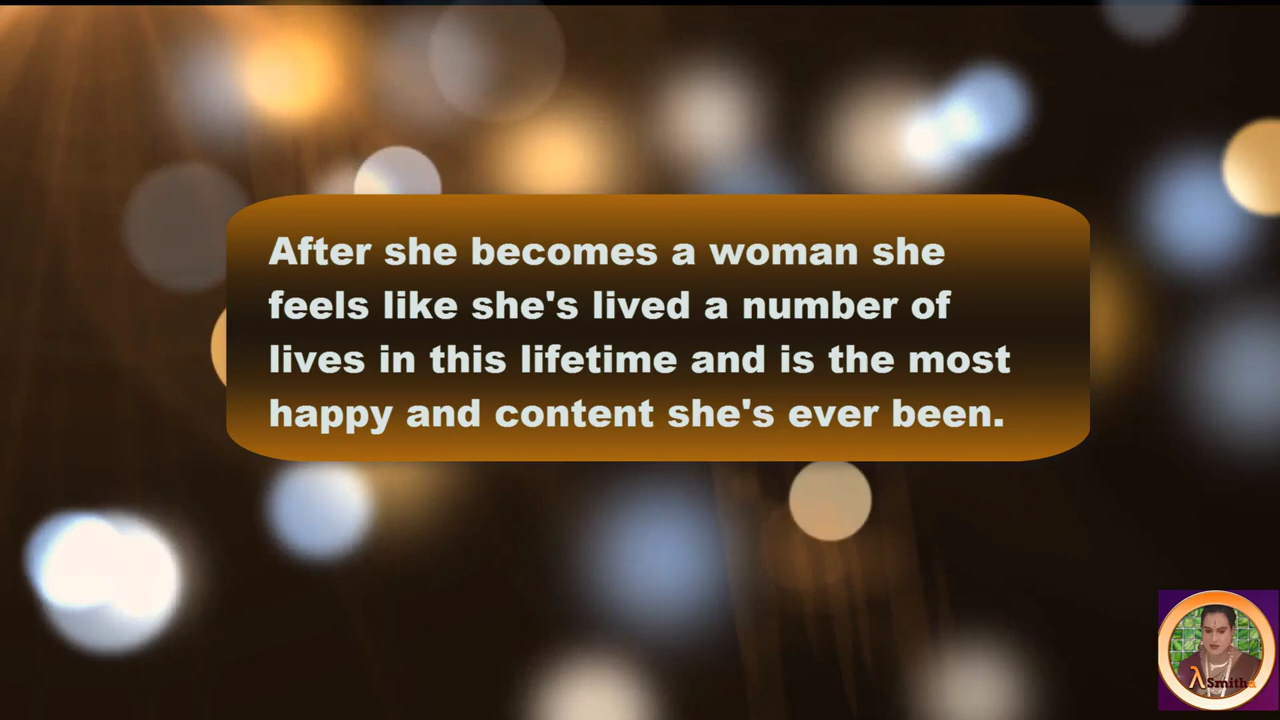 After she becomes a woman she
feels like she's lived a number of
lives in this lifetime and is the most
happy and content she's ever been.
λ Smitha